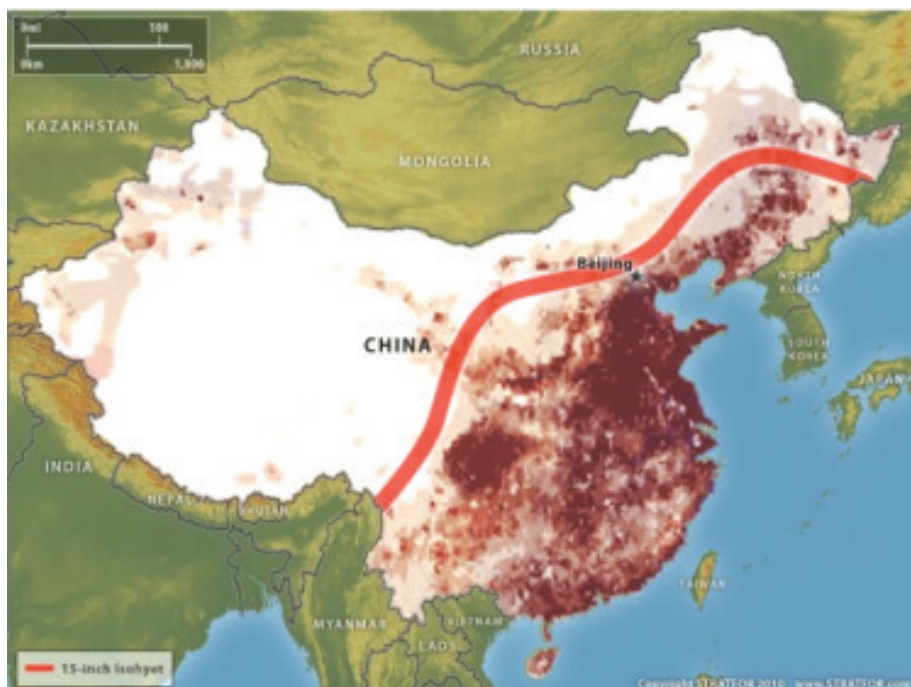 0mi 500
0km 1,000
RUSSIA
KAZAKHSTAN
MONGOLIA
Beijing
NORTH
KOREA
CHINA
SOUTH
KOREA
JAPAN
INDIA
NEPAL
BHUTAN
TAIWAN
MYANMAR
VIETNAM
LAOS
15-inch Isohyet
Copyright STRATFOR 2010 www.STRATFOR.com